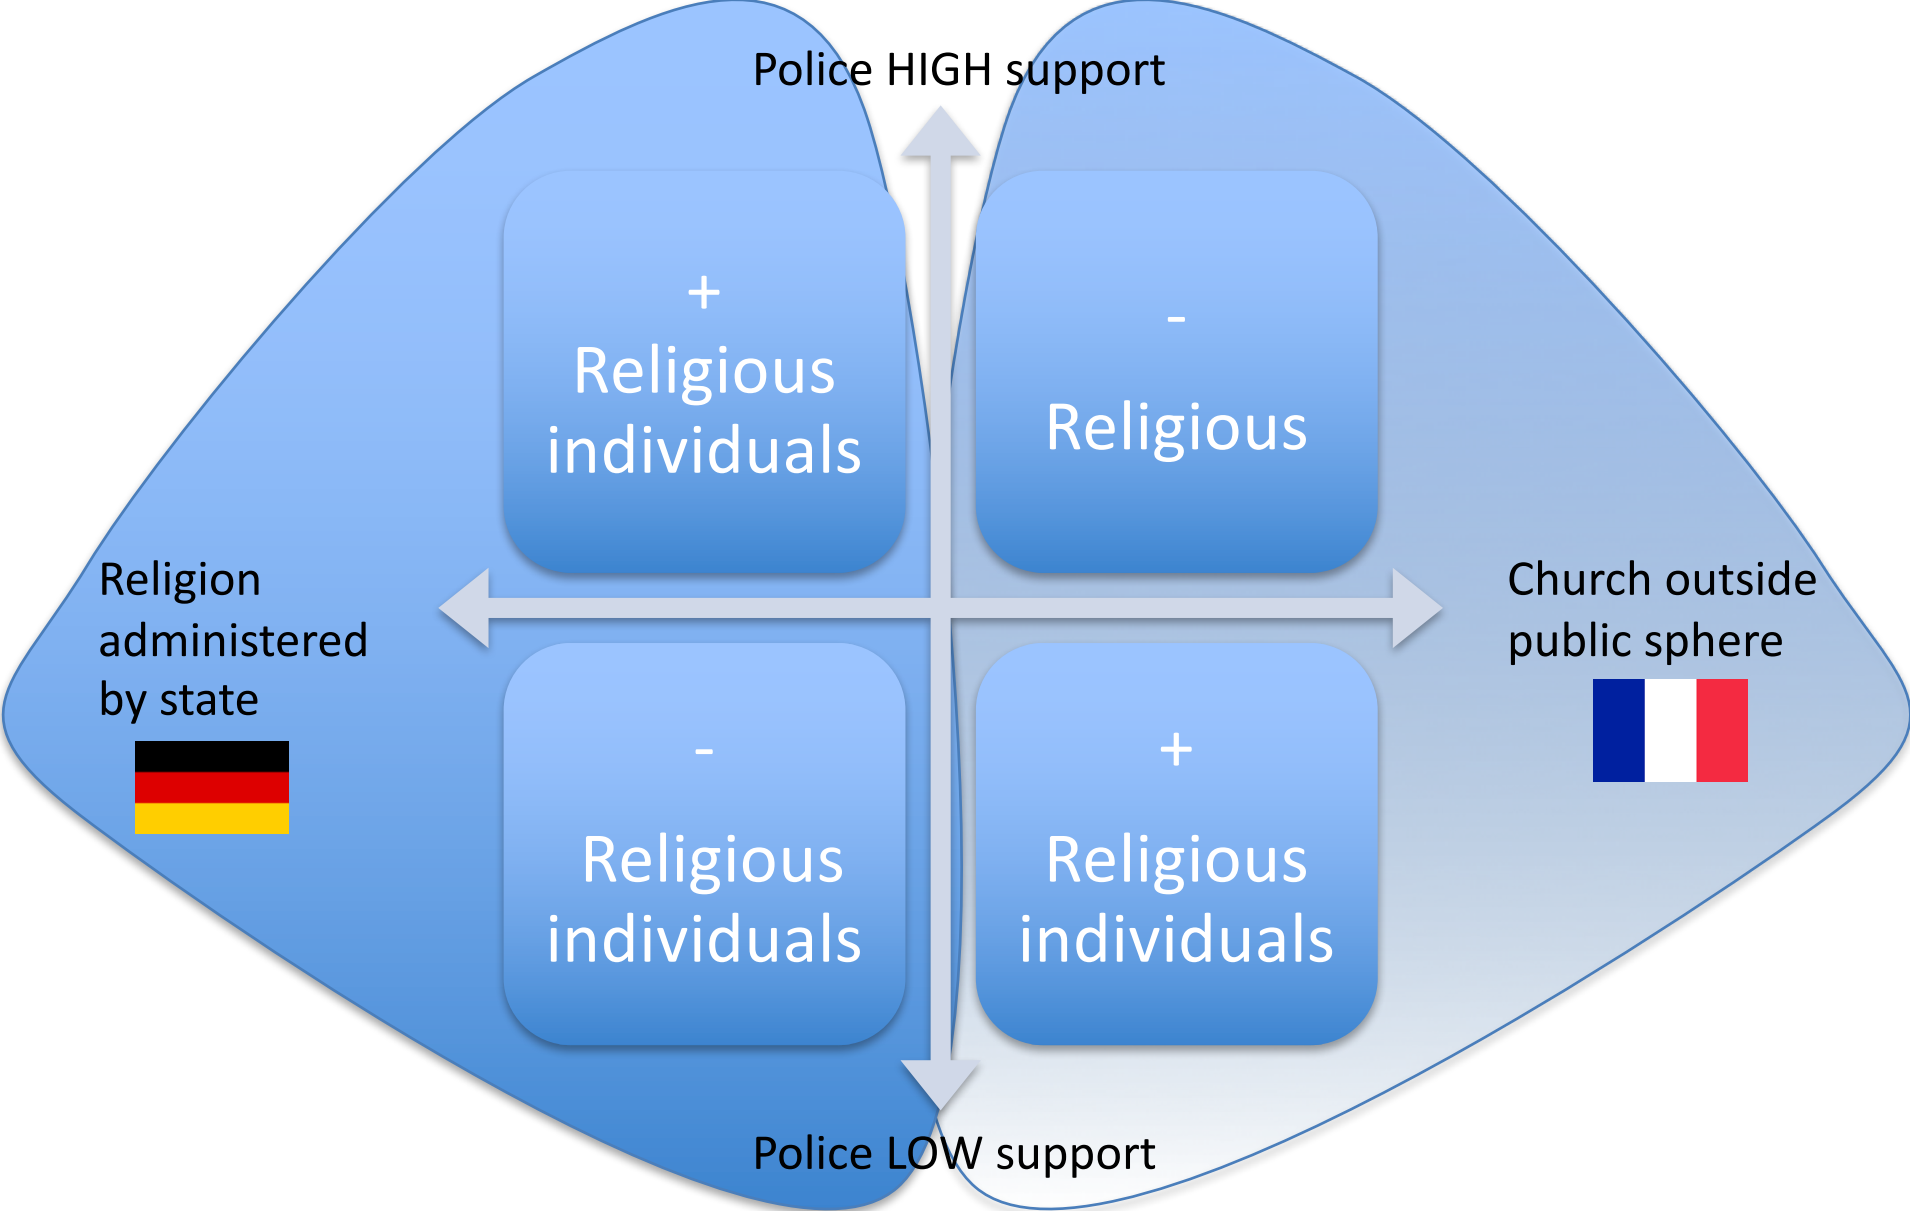 Police HIGH support
+
Religious
individuals
-
Religious
Religion
administered
by state
Church outside
public sphere
-
Religious
individuals
+
Religious
individuals
Police LOW support